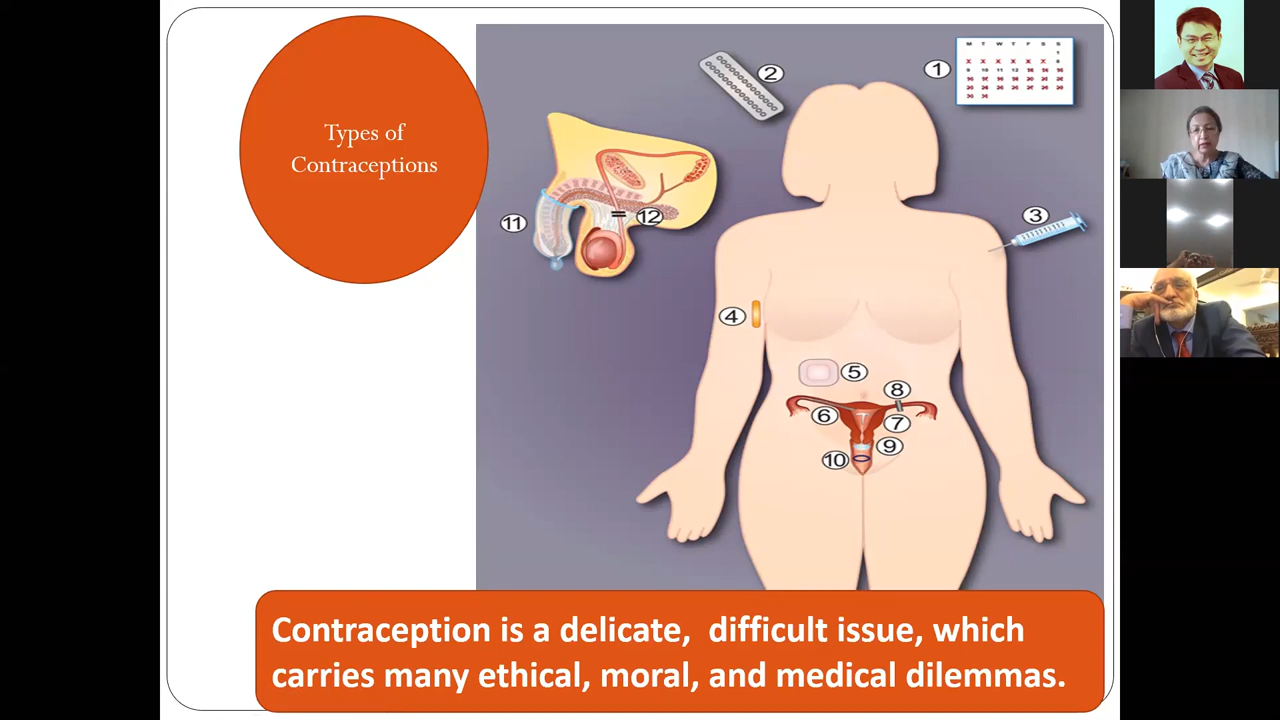 Types of
Contraceptions
1
2
3
4
5
6
7
8
9
10
11
12
M T W T F S S
Contraception is a delicate, difficult issue, which
carries many ethical, moral, and medical dilemmas.